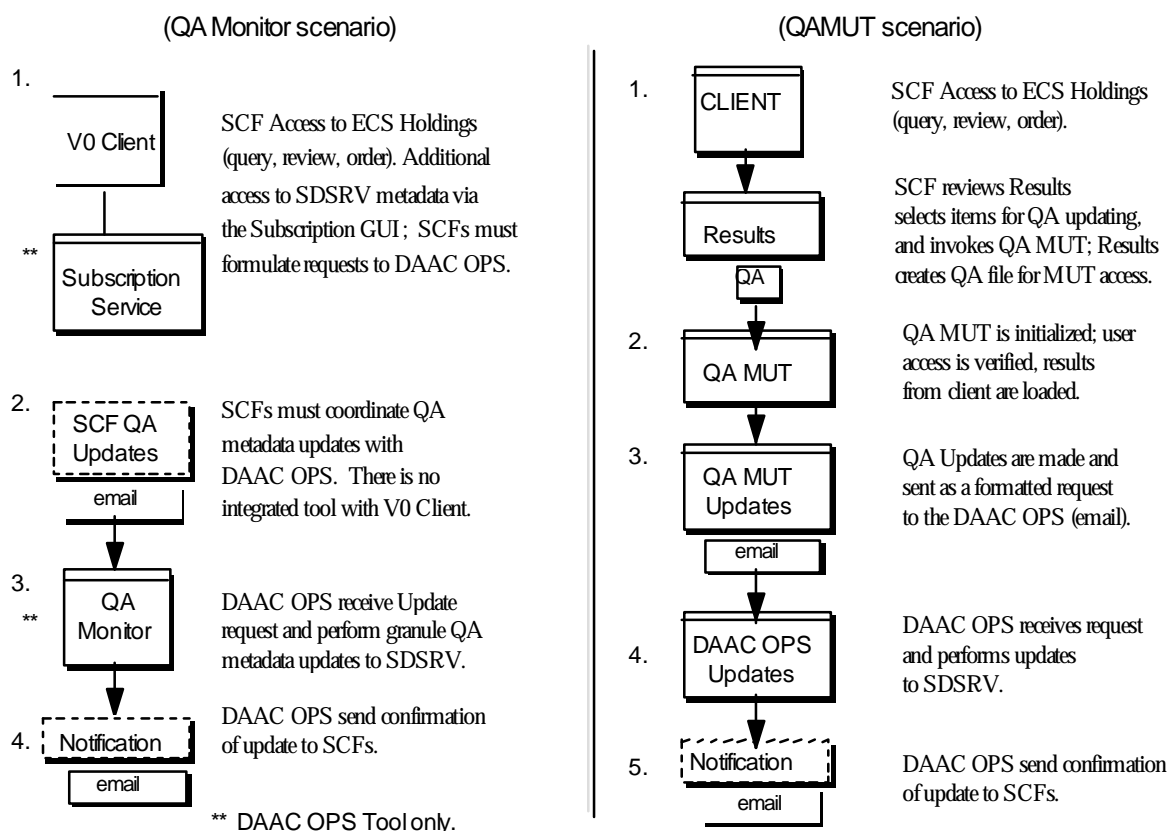 (QA Monitor scenario)
1.
V0 Client
SCF Access to ECS Holdings
(query, review, order). Additional
access to SDSRV metadata via
the Subscription GUI; SCFs must
formulate requests to DAAC OPS.
**
Subscription
Service
2.
SCF QA
Updates
email
SCFs must coordinate QA
metadata updates with
DAAC OPS. There is no
integrated tool with V0 Client.
3.
**
QA
Monitor
DAAC OPS receive Update
request and perform granule QA
metadata updates to SDSRV.
4.
Notification
email
DAAC OPS send confirmation
of update to SCFs.
** DAAC OPS Tool only.
(QAMUT scenario)
1.
CLIENT
SCF Access to ECS Holdings
(query, review, order).
Results
QA
SCF reviews Results
selects items for QA updating,
and invokes QA MUT; Results
creates QA file for MUT access.
2.
QA MUT
QA MUT is initialized; user
access is verified, results
from client are loaded.
3.
QA MUT
Updates
email
QA Updates are made and
sent as a formatted request
to the DAAC OPS (email).
4.
DAAC OPS
Updates
DAAC OPS receives request
and performs updates
to SDSRV.
5.
Notification
email
DAAC OPS send confirmation
of update to SCFs.